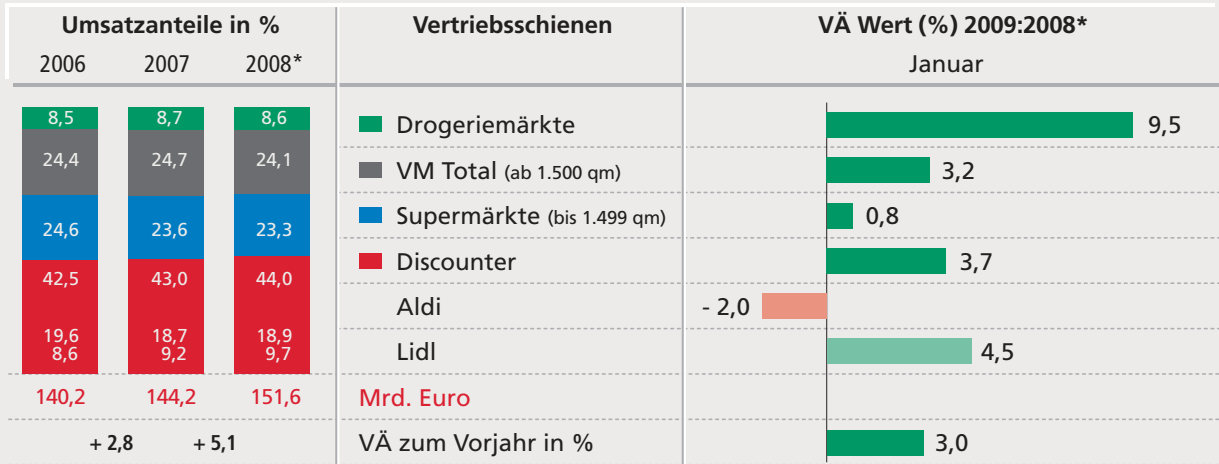 Umsatzanteile in % Vertriebsschienen VÄ Wert (%) 2009:2008*
2006 2007 2008* Januar
8,5 8,7 8,6 Drogeriemärkte 9,5
24,4 24,7 24,1 VM Total (ab 1.500 qm) 3,2
24,6 23,6 23,3 Supermärkte (bis 1.499 qm) 0,8
42,5 43,0 44,0 Discounter 3,7
Aldi - 2,0
19,6 18,7 18,9
8,6 9,2 9,7 Lidl 4,5
140,2 144,2 151,6 Mrd. Euro
+ 2,8 + 5,1 VÄ zum Vorjahr in % 3,0